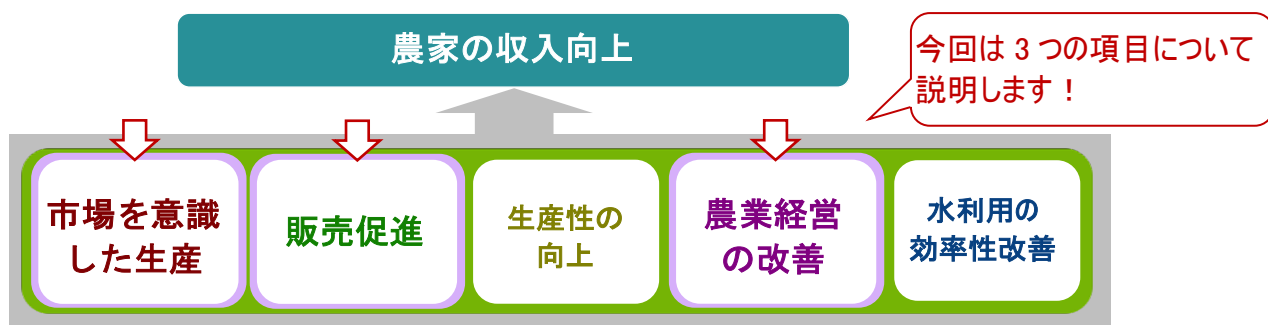 農家の収入向上
今回は 3 つの項目について
説明します！
市場を意識
した生産
販売促進
生産性の
向上
農業経営
の改善
水利用の
効率性改善